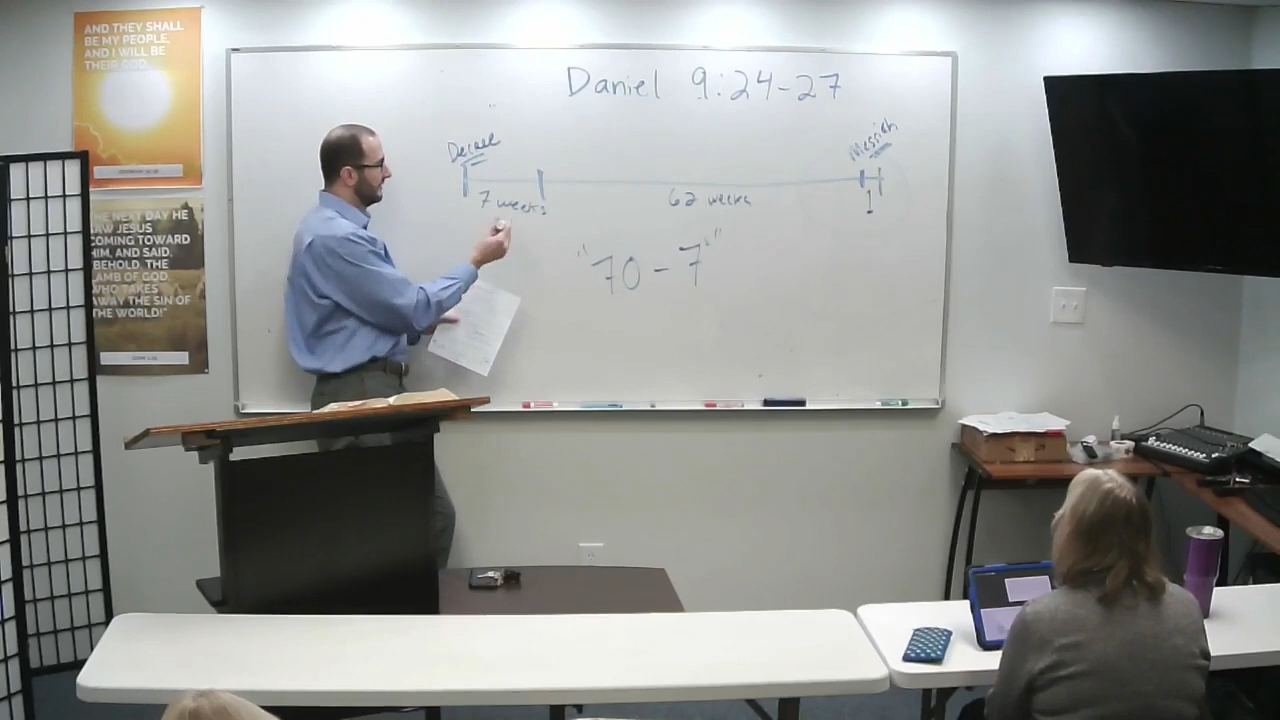 AND THEY SHALL
BE MY PEOPLE,
AND I WILL BE
THEIR GOD.
THE NEXT DAY HE
SAW JESUS
COMING TOWARD
HIM, AND SAID,
"BEHOLD, THE
LAMB OF GOD,
WHO TAKES
AWAY THE SIN OF
THE WORLD!"
Daniel 9:24-27
Decree
Messiah
7 weeks
62 weeks
1
"70-7's"